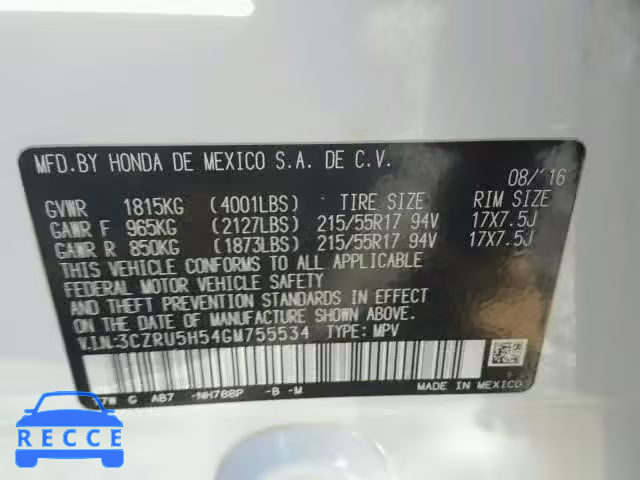 MFD.BY HONDA DE MEXICO S.A. DE C.V.
08/´16
GVWR 1815KG (4001LBS) TIRE SIZE RIM SIZE
GAWR F 965KG (2127LBS) 215/55R17 94V 17X7.5J
GAWR R 850KG (1873LBS) 215/55R17 94V 17X7.5J
THIS VEHICLE CONFORMS TO ALL APPLICABLE
FEDERAL MOTOR VEHICLE SAFETY BUMPER,
AND THEFT PREVENTION STANDARDS IN EFFECT
ON THE DATE OF MANUFACTURE SHOWN ABOVE.
V.I.N.:3CZRU5H54GM755534 TYPE: MPV
G AB7 -NH788P -B -M
MADE IN MEXICO
RECCE